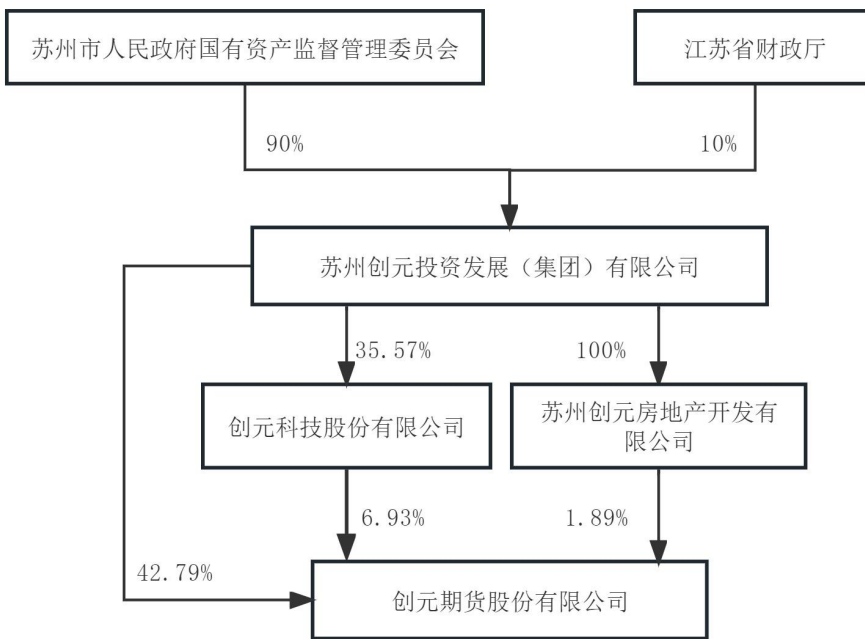 苏州市人民政府国有资产监督管理委员会
江苏省财政厅
90%
10%
苏州创元投资发展（集团）有限公司
35.57%
100%
创元科技股份有限公司
苏州创元房地产开发有
限公司
6.93%
1.89%
42.79%
创元期货股份有限公司